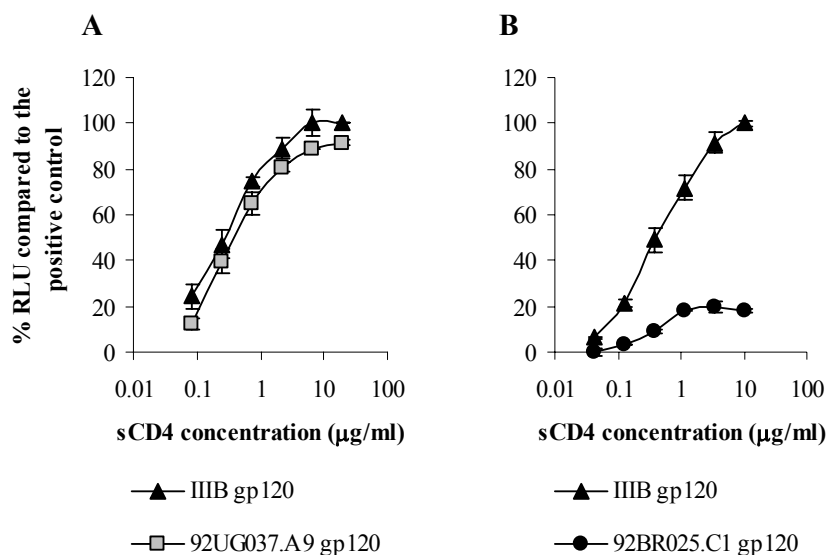 A
B
% RLU compared to the
positive control
120
100
80
60
40
20
0
0.01 0.1 1 10 100
sCD4 concentration (μg/ml)
IIIB gp120
92UG037.A9 gp120
120
100
80
60
40
20
0
0.01 0.1 1 10 100
sCD4 concentration (μg/ml)
IIIB gp120
92BR025.C1 gp120